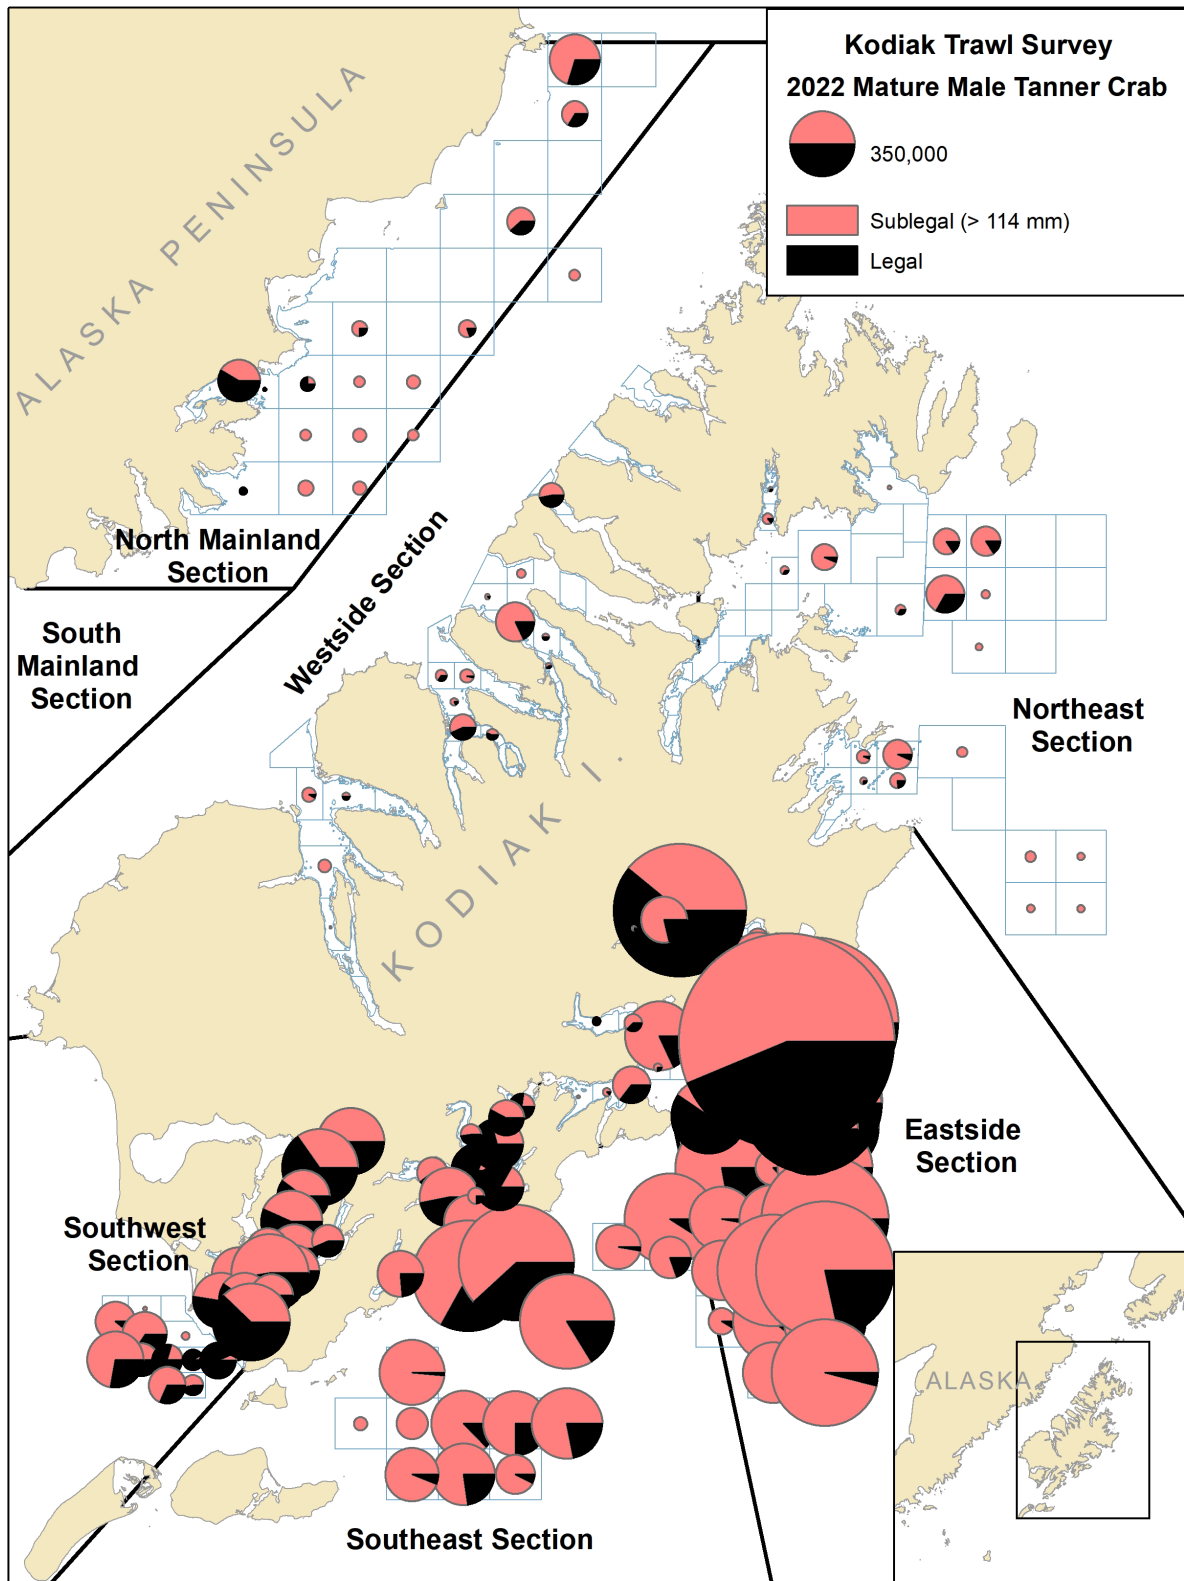 Kodiak Trawl Survey
2022 Mature Male Tanner Crab
350,000
Sublegal (> 114 mm)
Legal
ALASKA PENINSULA
North Mainland
Section
South
Mainland
Section
Westside Section
Northeast
Section
KODIAK I.
Eastside
Section
Southwest
Section
Southeast Section
ALASKA